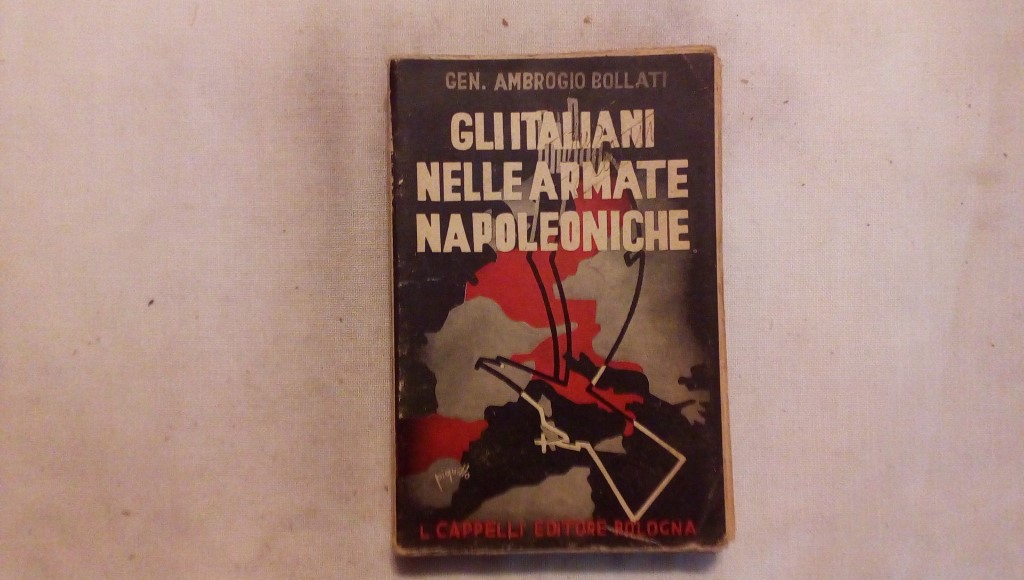 GEN. AMBROGIO BOLLATI
GLI ITALIANI
NELLE ARMATE
NAPOLEONICHE
L. CAPPELLI EDITORE BOLOGNA